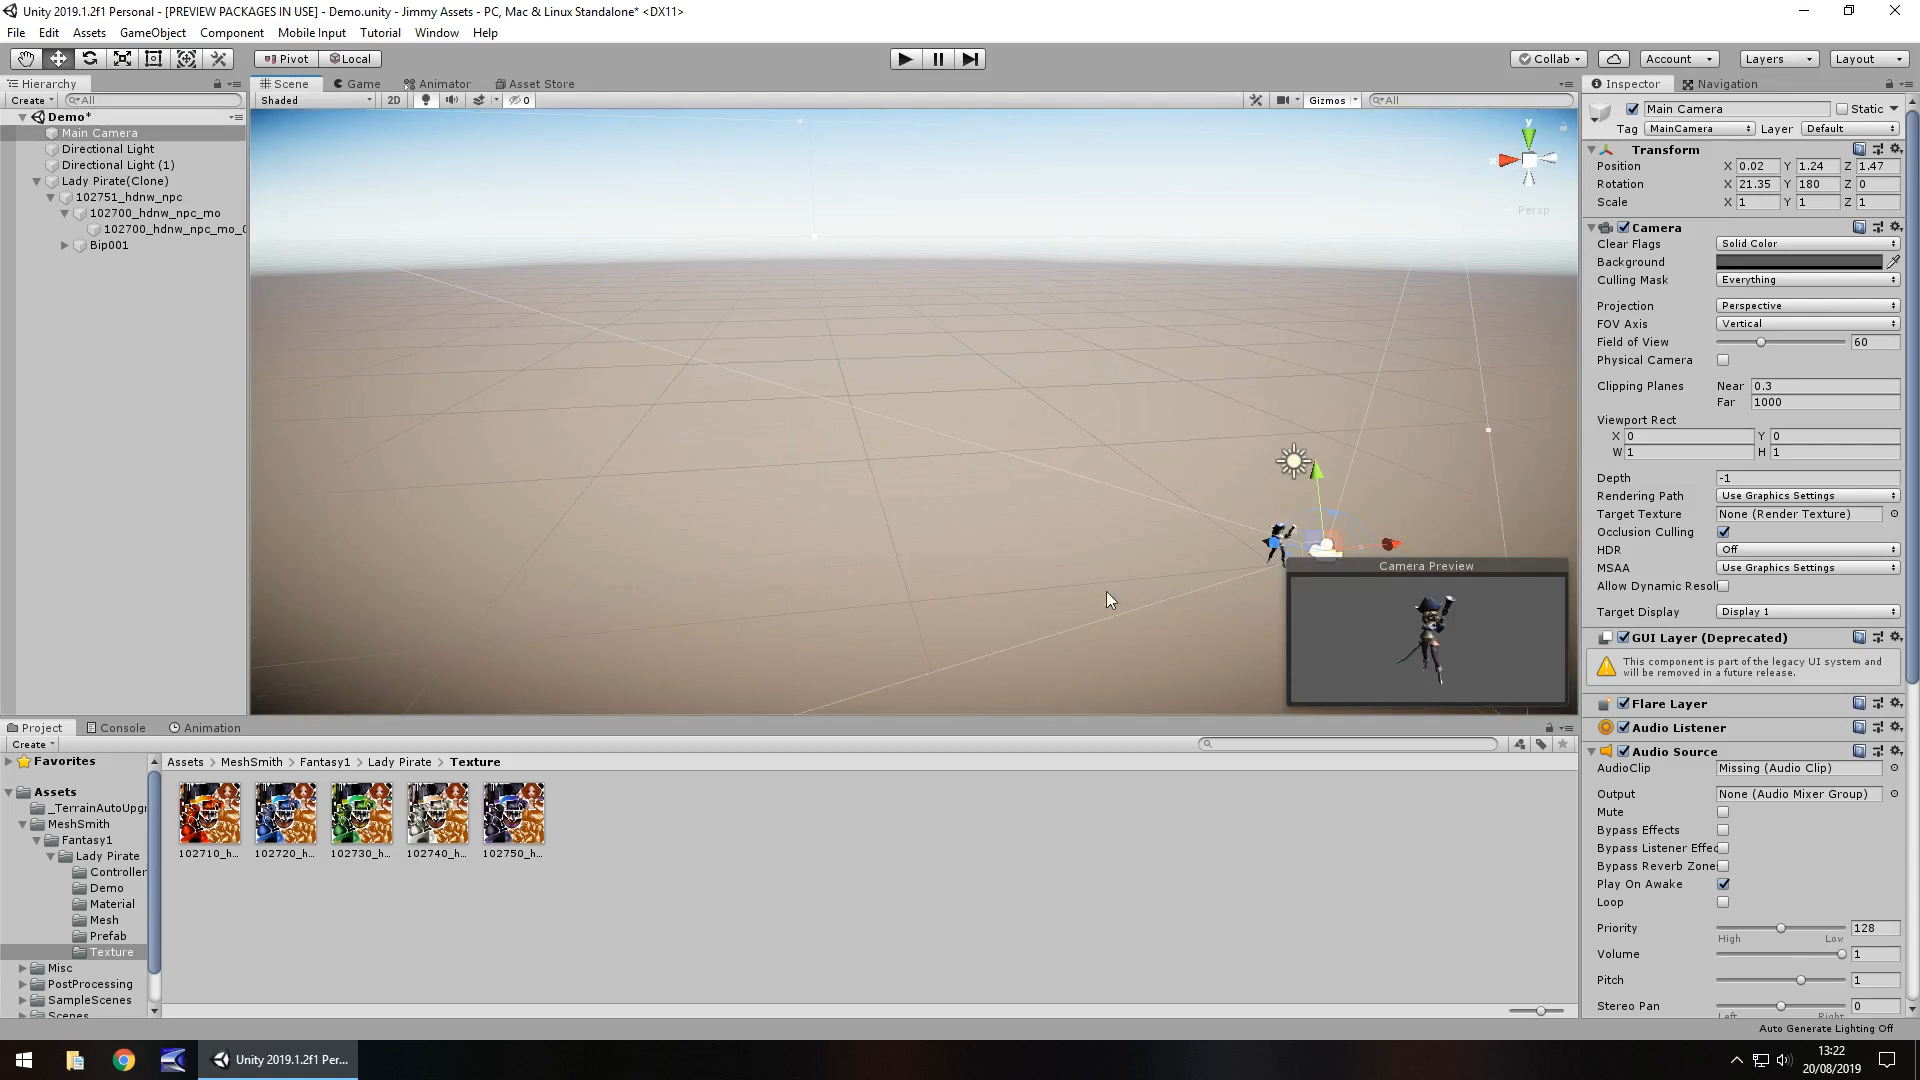 Unity 2019.1.2f1 Personal - [PREVIEW PACKAGES IN USE] - Demo.unity - Jimmy Assets - PC, Mac & Linux Standalone* <DX11>
File Edit Assets GameObject Component Mobile Input Tutorial Window Help
Pivot Local Collab Account Layers Layout
Hierarchy Scene Game Animator Asset Store Inspector Navigation
Create All Shaded 2D 0 Gizmos All
Demo*
Main Camera
Directional Light
Directional Light (1)
Lady Pirate(Clone)
102751_hdnw_npc
102700_hdnw_npc_mo
102700_hdnw_npc_mo_0
Bip001
y
x
Persp
Camera Preview
Main Camera Static
Tag MainCamera Layer Default
Transform
Position X 0.02 Y 1.24 Z 1.47
Rotation X 21.35 Y 180 Z 0
Scale X 1 Y 1 Z 1
Camera
Clear Flags Solid Color
Background
Culling Mask Everything
Projection Perspective
FOV Axis Vertical
Field of View 60
Physical Camera
Clipping Planes Near 0.3
Far 1000
Viewport Rect
X 0 Y 0
W 1 H 1
Depth -1
Rendering Path Use Graphics Settings
Target Texture None (Render Texture)
Occlusion Culling
HDR Off
MSAA Use Graphics Settings
Allow Dynamic Resol
Target Display Display 1
GUI Layer (Deprecated)
This component is part of the legacy UI system and
will be removed in a future release.
Flare Layer
Audio Listener
Audio Source
AudioClip Missing (Audio Clip)
Output None (Audio Mixer Group)
Mute
Bypass Effects
Bypass Listener Effec
Bypass Reverb Zone
Play On Awake
Loop
Priority 128
High Low
Volume 1
Pitch 1
Stereo Pan 0
Left Right
Project Console Animation
Create
Favorites
Assets
_TerrainAutoUpgr
MeshSmith
Fantasy1
Lady Pirate
Controller
Demo
Material
Mesh
Prefab
Texture
Misc
PostProcessing
SampleScenes
Scenes
Assets > MeshSmith > Fantasy1 > Lady Pirate > Texture
102710_h... 102720_h... 102730_h... 102740_h... 102750_h...
Auto Generate Lighting Off
Unity 2019.1.2f1 Per...
13:22
20/08/2019